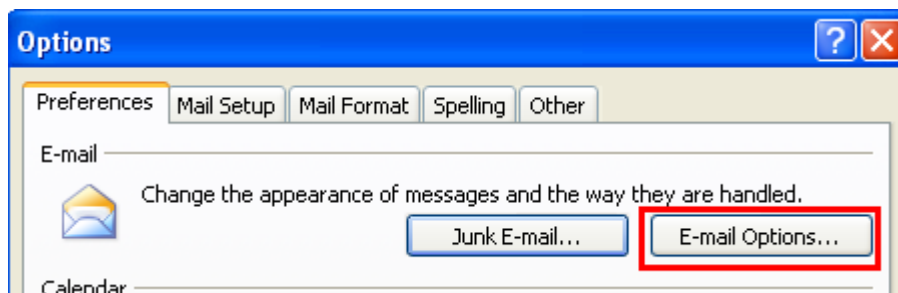 Options
Preferences Mail Setup Mail Format Spelling Other
E-mail
Change the appearance of messages and the way they are handled.
Junk E-mail... E-mail Options...
Calendar